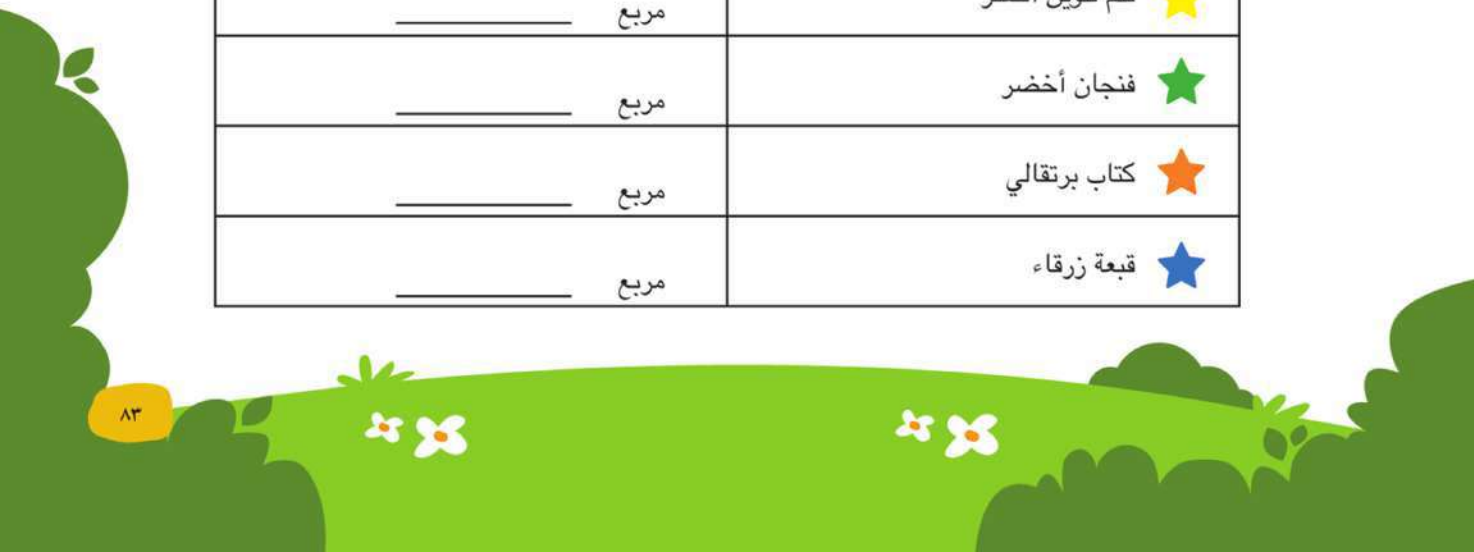 مربع
فنجان أخضر مربع
كتاب برتقالي مربع
قبعة زرقاء مربع
٨٣